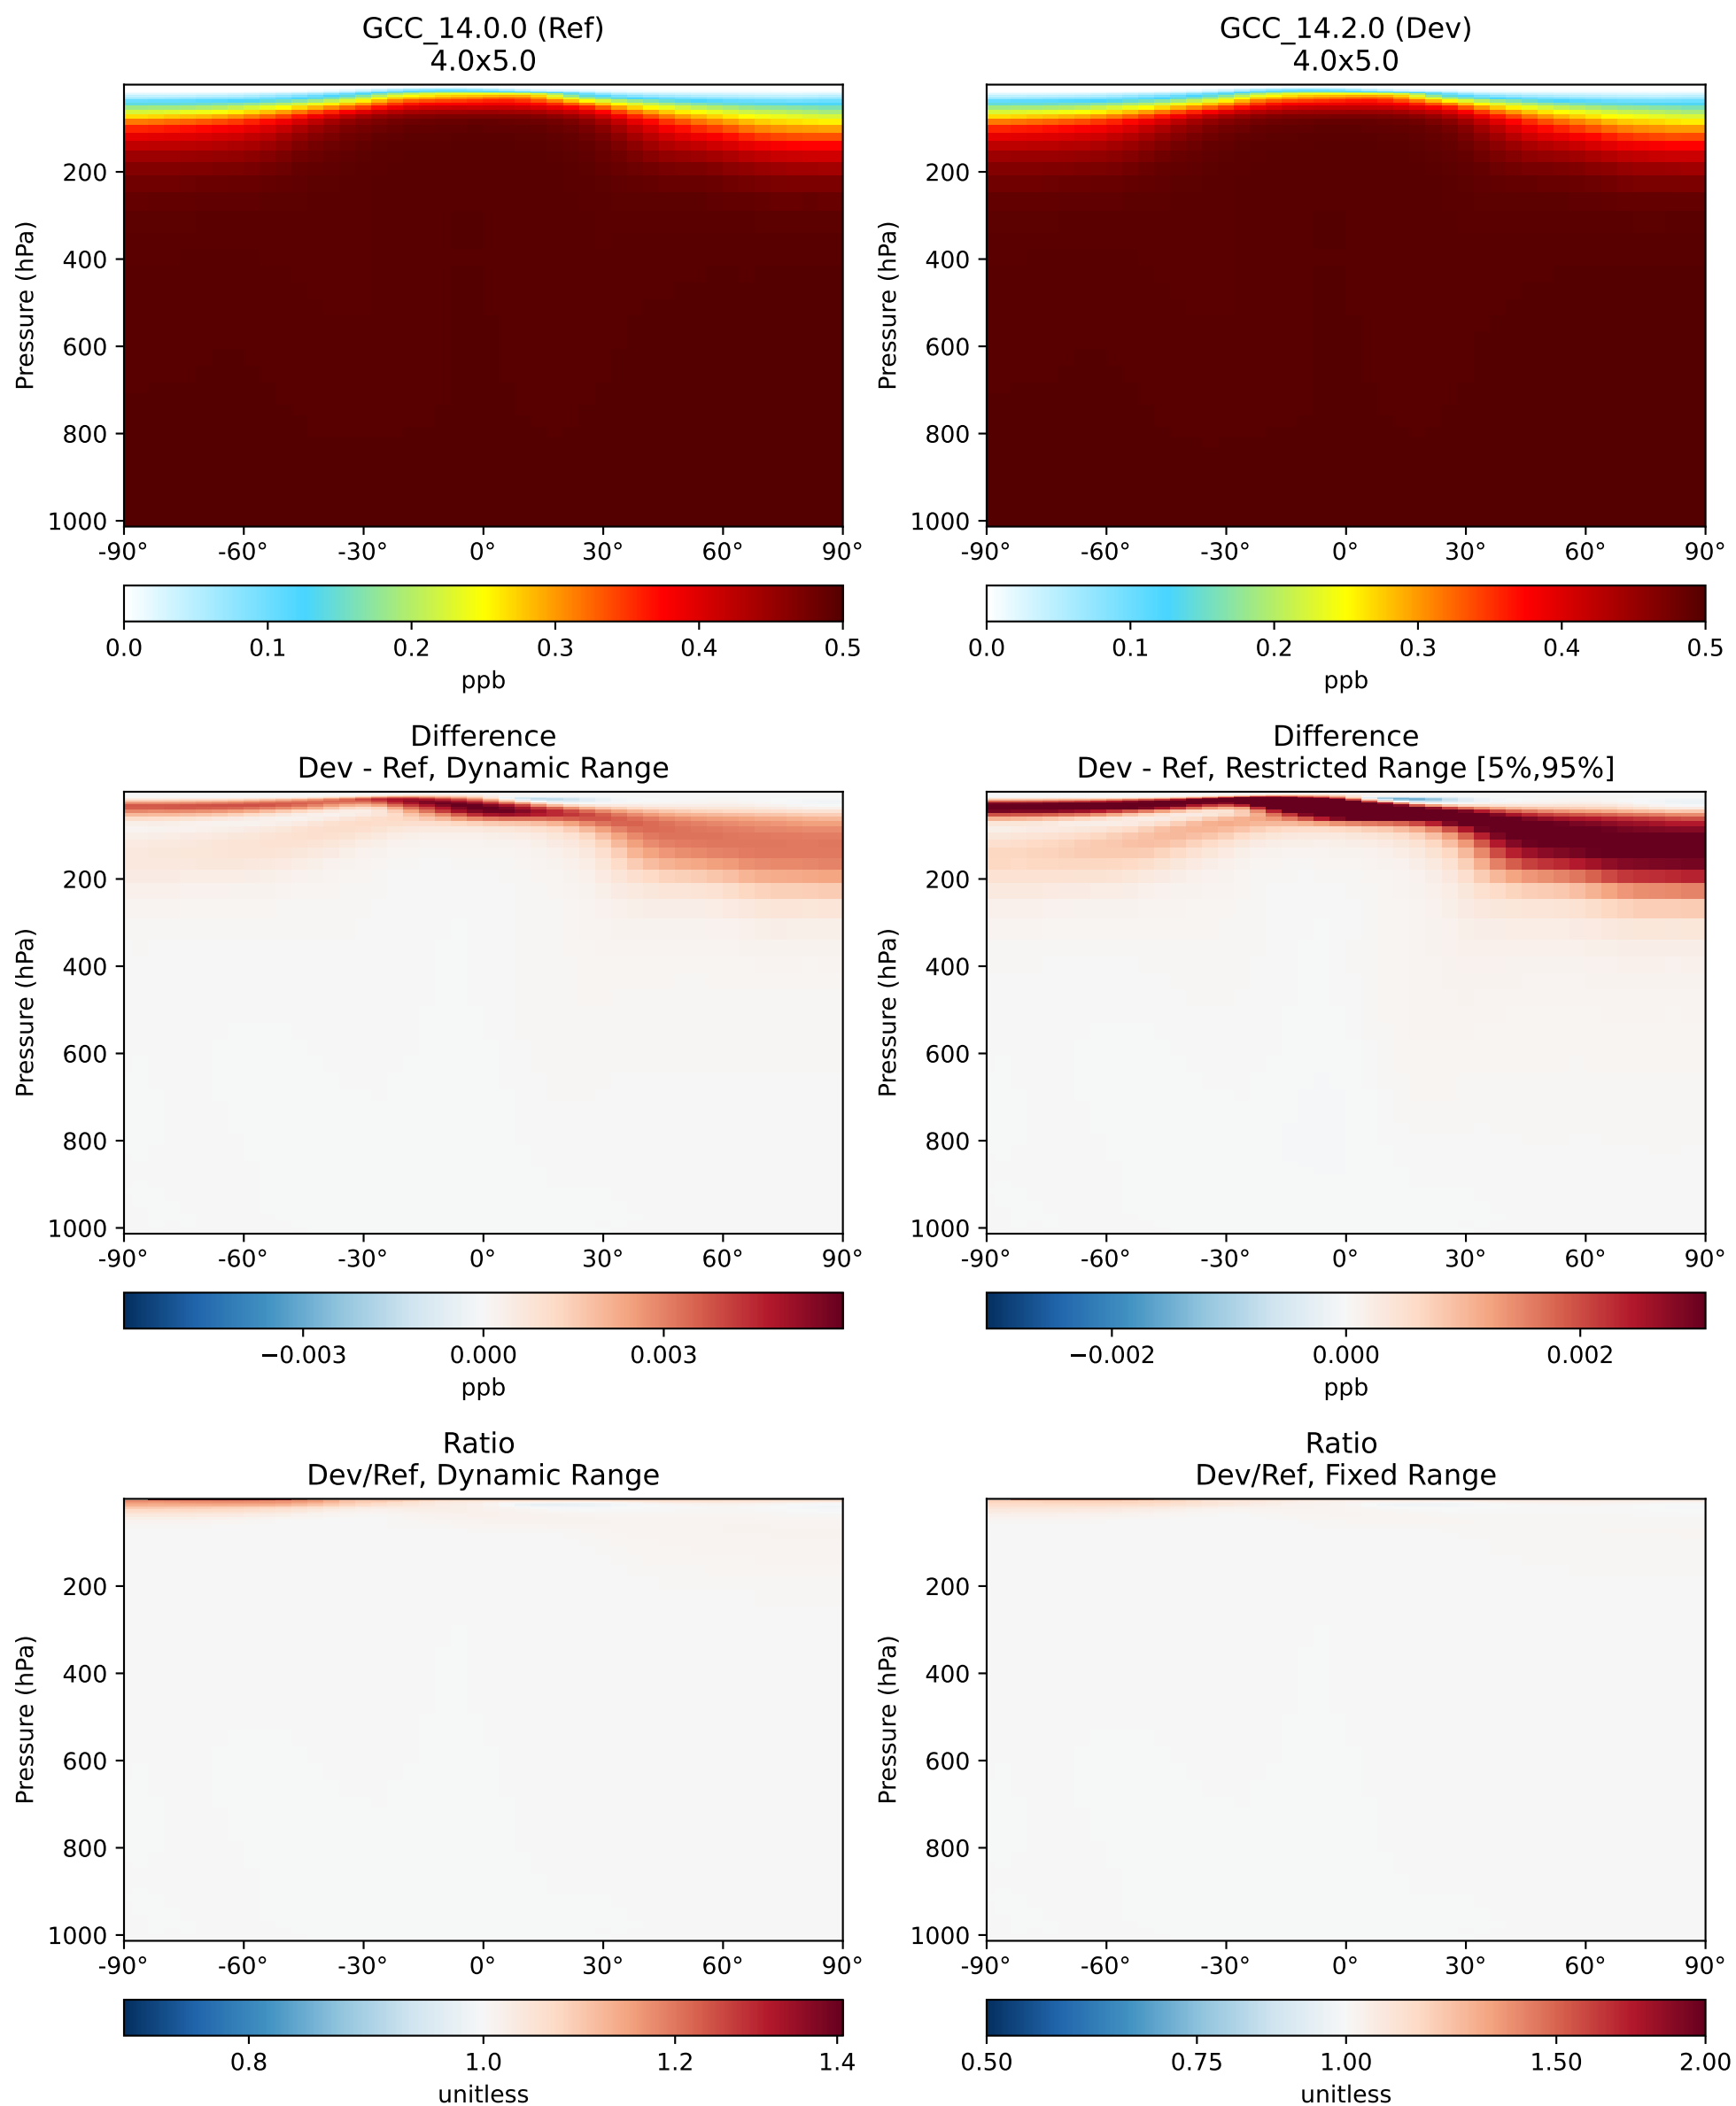 GCC_14.0.0 (Ref)
4.0x5.0
GCC_14.2.0 (Dev)
4.0x5.0
Pressure (hPa)
200
400
600
800
1000
-90° -60° -30° 0° 30° 60° 90°
0.0 0.1 0.2 0.3 0.4 0.5
ppb
Pressure (hPa)
200
400
600
800
1000
-90° -60° -30° 0° 30° 60° 90°
0.0 0.1 0.2 0.3 0.4 0.5
ppb
Difference
Dev - Ref, Dynamic Range
Difference
Dev - Ref, Restricted Range [5%,95%]
Pressure (hPa)
200
400
600
800
1000
-90° -60° -30° 0° 30° 60° 90°
−0.003 0.000 0.003
ppb
Pressure (hPa)
200
400
600
800
1000
-90° -60° -30° 0° 30° 60° 90°
−0.002 0.000 0.002
ppb
Ratio
Dev/Ref, Dynamic Range
Ratio
Dev/Ref, Fixed Range
Pressure (hPa)
200
400
600
800
1000
-90° -60° -30° 0° 30° 60° 90°
0.8 1.0 1.2 1.4
unitless
Pressure (hPa)
200
400
600
800
1000
-90° -60° -30° 0° 30° 60° 90°
0.50 0.75 1.00 1.50 2.00
unitless